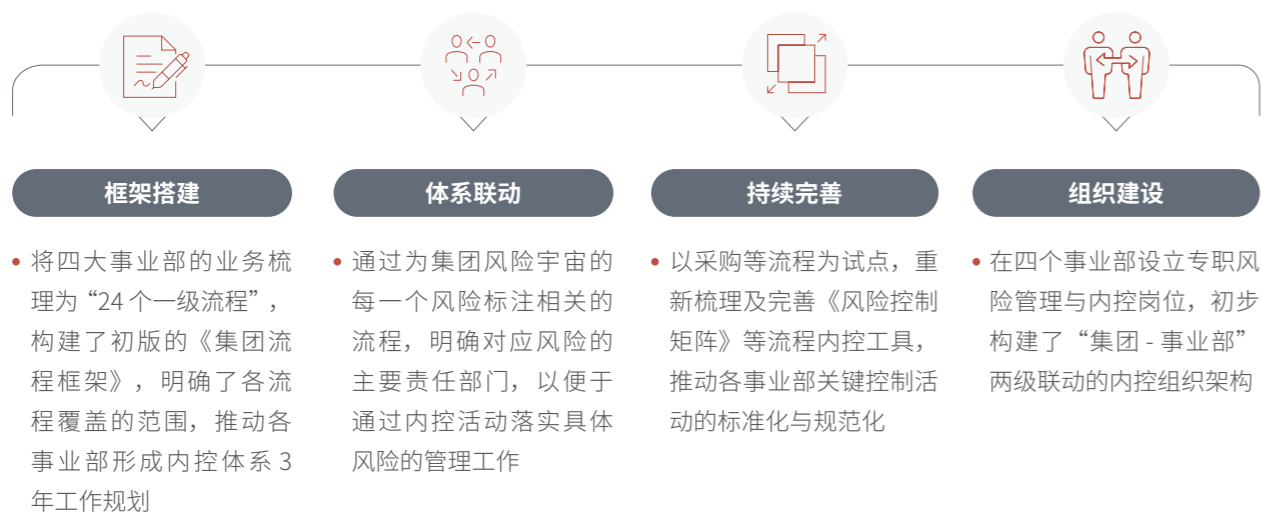 框架搭建
将四大事业部的业务梳
理为“24 个一级流程”，
构建了初版的《集团流
程框架》，明确了各流
程覆盖的范围，推动各
事业部形成内控体系 3
年工作规划
体系联动
通过为集团风险宇宙的
每一个风险标注相关的
流程，明确对应风险的
主要责任部门，以便于
通过内控活动落实具体
风险的管理工作
持续完善
以采购等流程为试点，重
新梳理及完善《风险控制
矩阵》等流程内控工具，
推动各事业部关键控制活
动的标准化与规范化
组织建设
在四个事业部设立专职风
险管理与内控岗位，初步
构建了“集团 - 事业部”
两级联动的内控组织架构